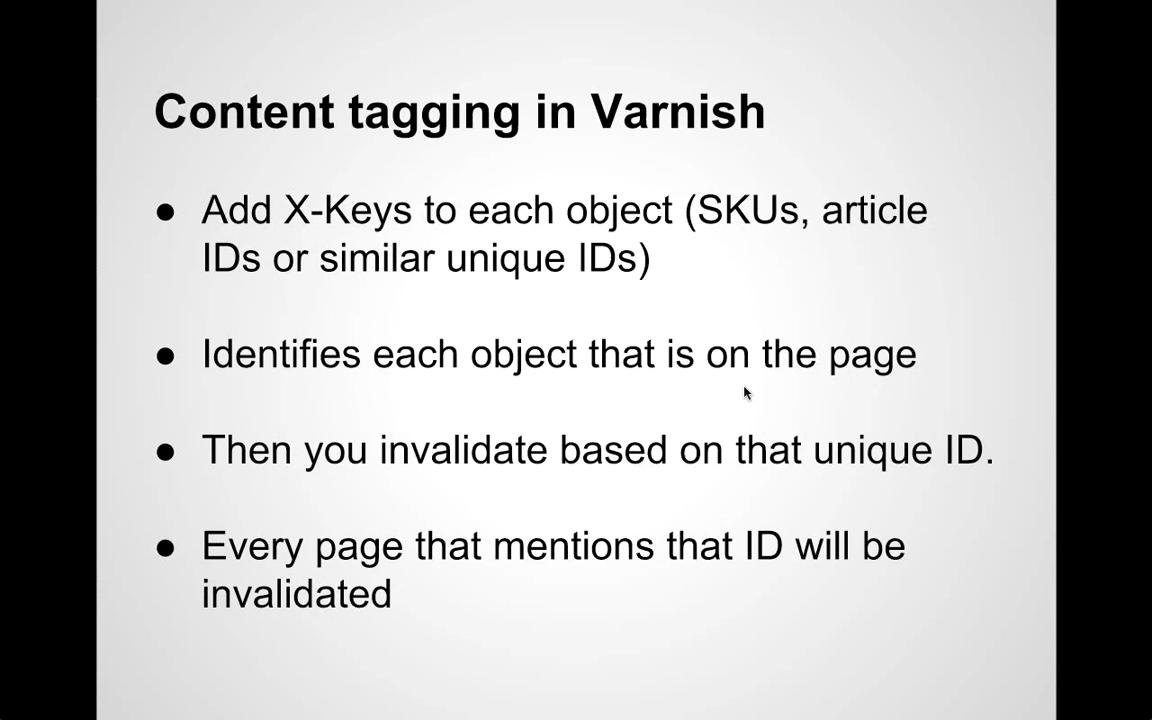 Content tagging in Varnish
● Add X-Keys to each object (SKUs, article
IDs or similar unique IDs)
● Identifies each object that is on the page
● Then you invalidate based on that unique ID.
● Every page that mentions that ID will be
invalidated